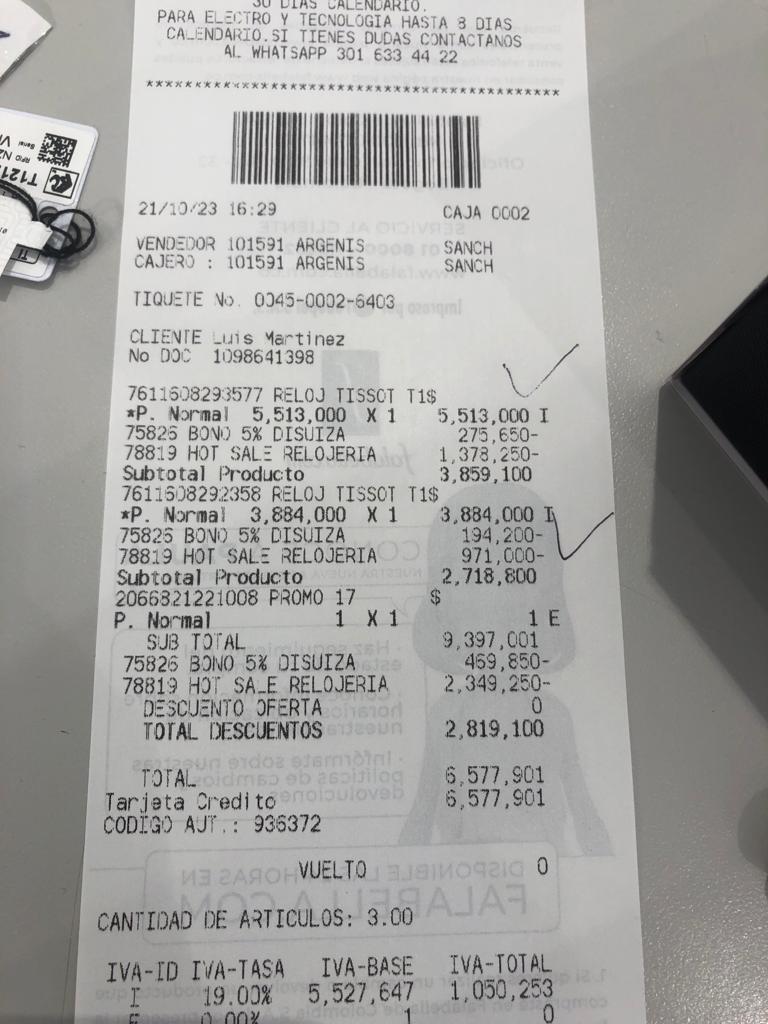 30 DIAS CALENDARIO.
PARA ELECTRO Y TECNOLOGIA HASTA 8 DIAS
CALENDARIO.SI TIENES DUDAS CONTACTANOS
AL WHATSAPP 301 633 44 22
****************************************
21/10/23 16:29 CAJA 0002
VENDEDOR 101591 ARGENIS SANCH
CAJERO : 101591 ARGENIS SANCH
TIQUETE No. 0045-0002-6403
CLIENTE Luis Martinez
No DOC 1098641398
7611608293577 RELOJ TISSOT T1$
*P. Normal 5,513,000 X 1 5,513,000 I
75826 BONO 5% DISUIZA 275,650-
78819 HOT SALE RELOJERIA 1,378,250-
Subtotal Producto 3,859,100
7611608292358 RELOJ TISSOT T1$
*P. Normal 3,884,000 X 1 3,884,000 I
75826 BONO 5% DISUIZA 194,200-
78819 HOT SALE RELOJERIA 971,000-
Subtotal Producto 2,718,800
2066821221008 PROMO 17 $
P. Normal 1 X 1 1 E
SUB TOTAL 9,397,001
75826 BONO 5% DISUIZA 469,850-
78819 HOT SALE RELOJERIA 2,349,250-
DESCUENTO OFERTA 0
TOTAL DESCUENTOS 2,819,100
TOTAL 6,577,901
Tarjeta Credito 6,577,901
CODIGO AUT.: 936372
VUELTO 0
CANTIDAD DE ARTICULOS: 3.00
IVA-ID IVA-TASA IVA-BASE IVA-TOTAL
I 19.00% 5,527,647 1,050,253
E 0.00% 1 0